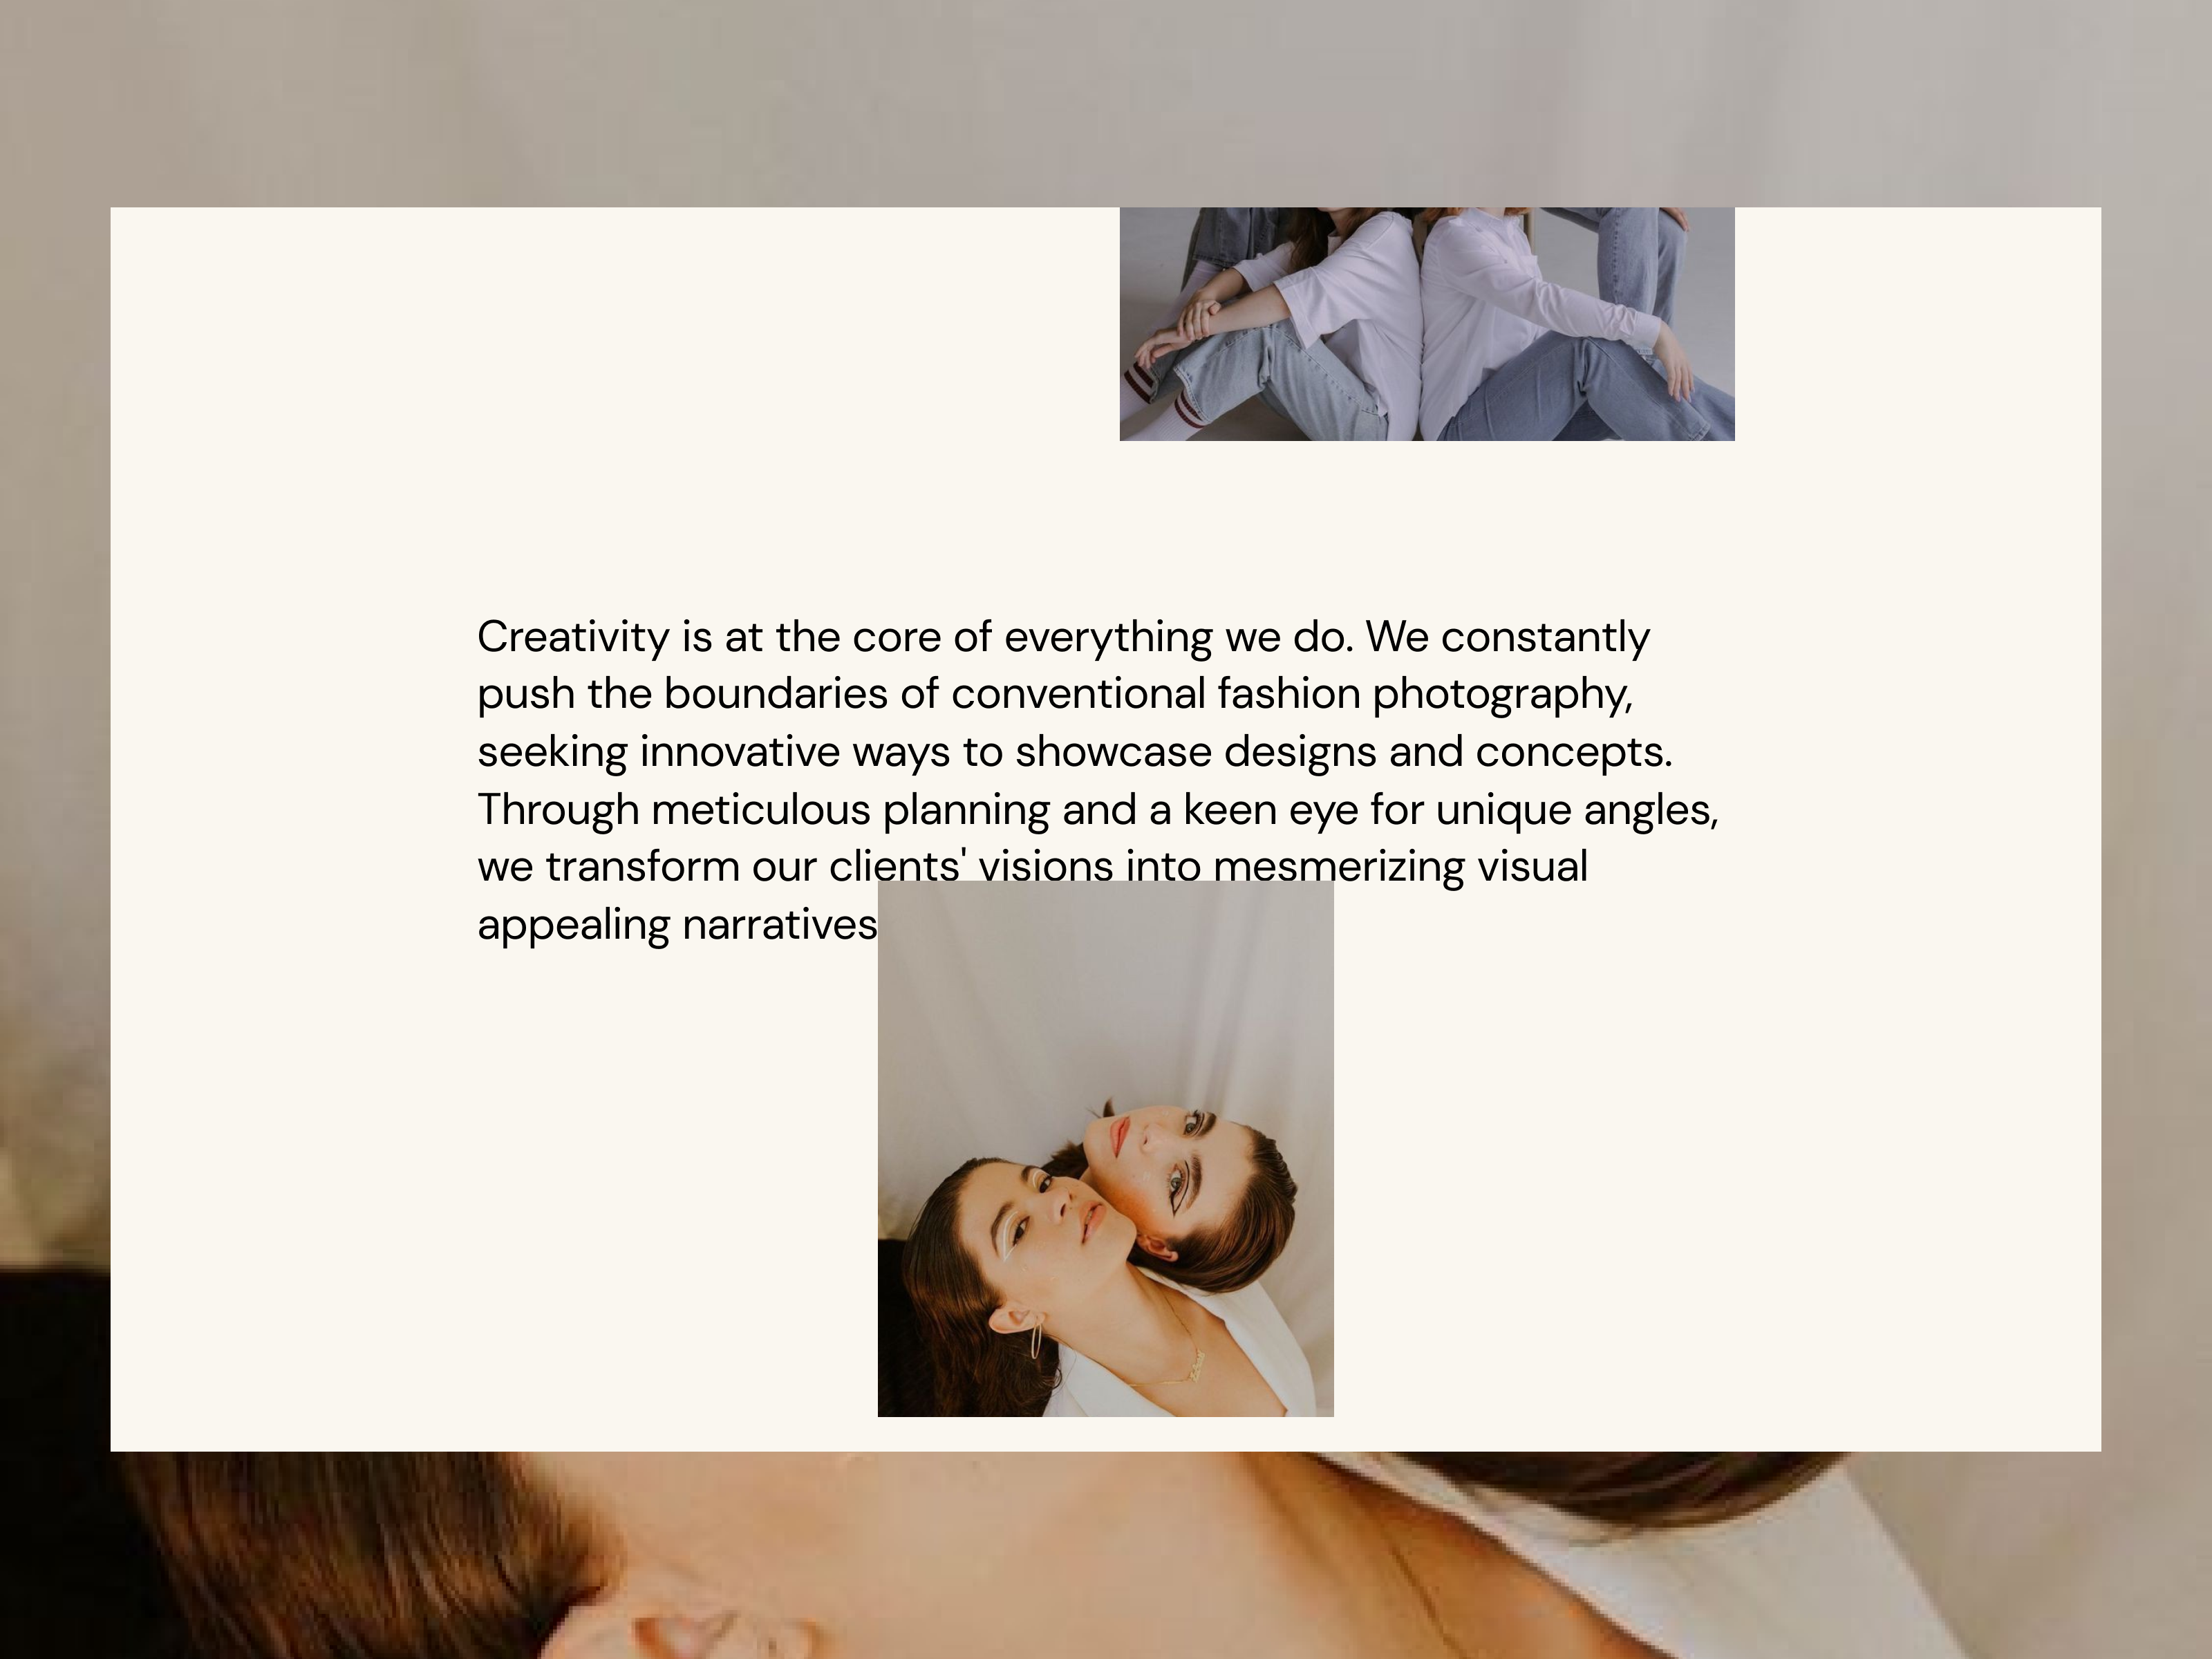 Creativity is at the core of everything we do. We constantly
push the boundaries of conventional fashion photography,
seeking innovative ways to showcase designs and concepts.
Through meticulous planning and a keen eye for unique angles,
we transform our clients' visions into mesmerizing visual
appealing narratives